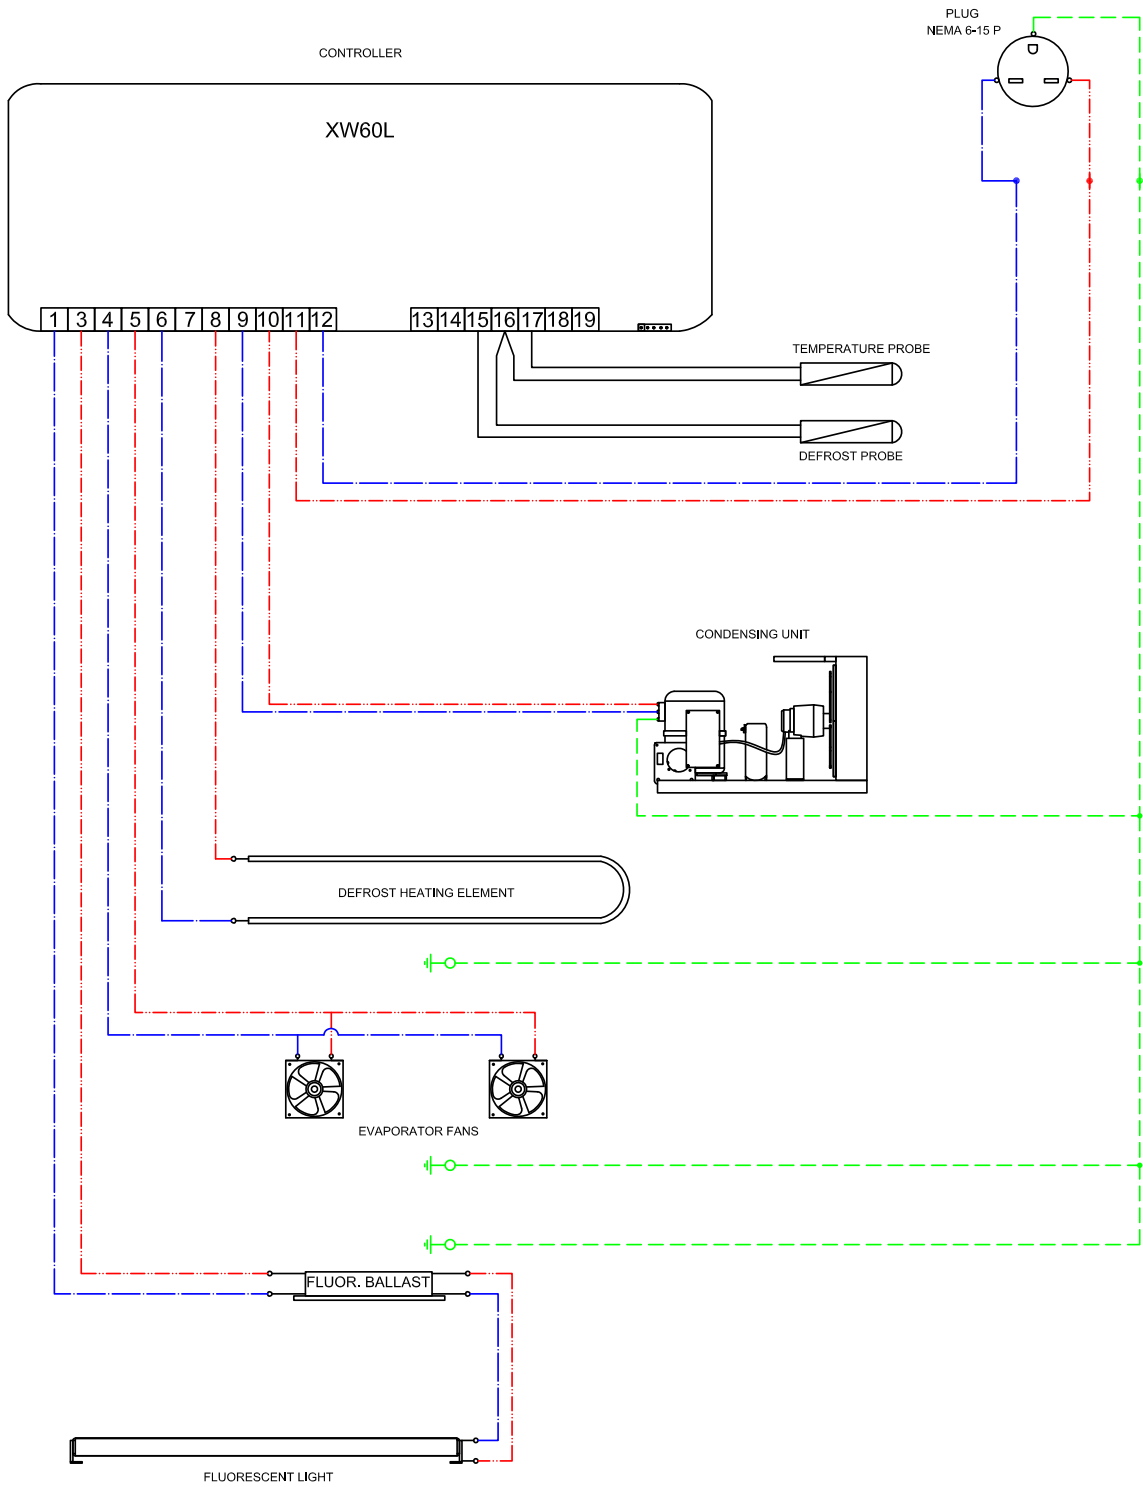 PLUG
NEMA 6-15 P
CONTROLLER
XW60L
1 3 4 5 6 7 8 9 10 11 12 13 14 15 16 17 18 19
TEMPERATURE PROBE
DEFROST PROBE
CONDENSING UNIT
DEFROST HEATING ELEMENT
EVAPORATOR FANS
FLUOR. BALLAST
FLUORESCENT LIGHT